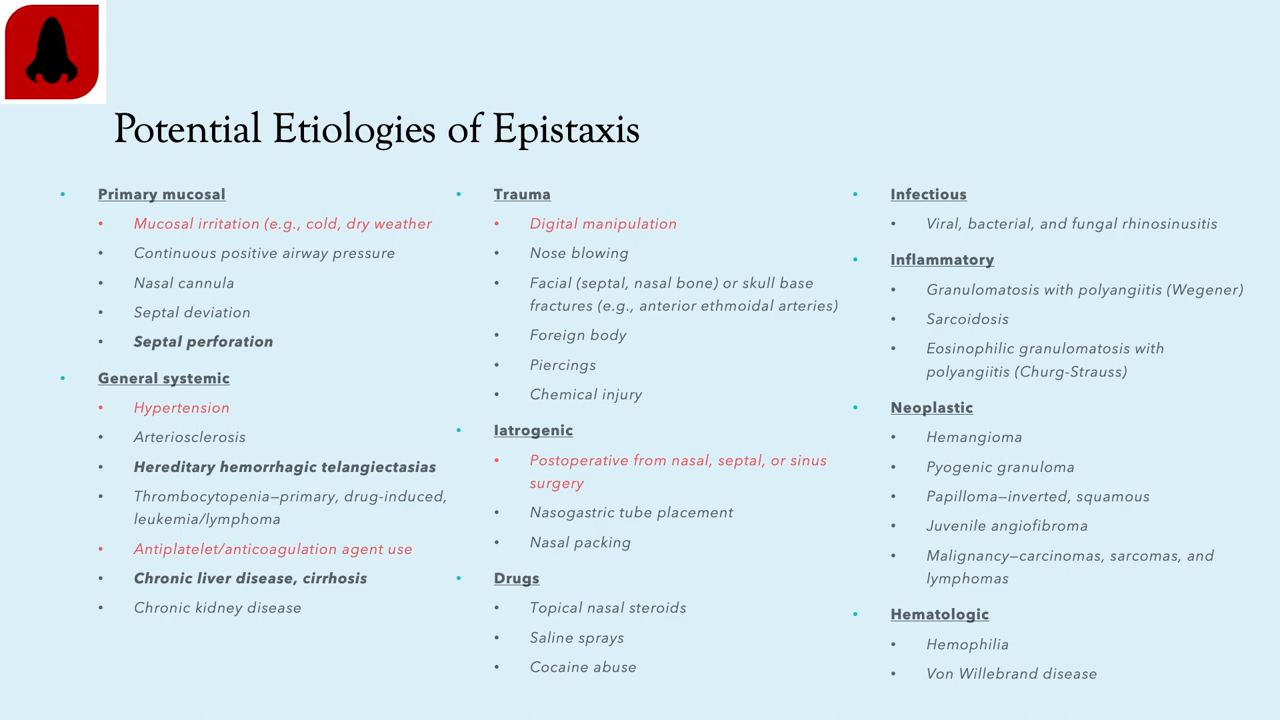 Potential Etiologies of Epistaxis
• Primary mucosal
• Mucosal irritation (e.g., cold, dry weather
• Continuous positive airway pressure
• Nasal cannula
• Septal deviation
• Septal perforation
• General systemic
• Hypertension
• Arteriosclerosis
• Hereditary hemorrhagic telangiectasias
• Thrombocytopenia—primary, drug-induced,
leukemia/lymphoma
• Antiplatelet/anticoagulation agent use
• Chronic liver disease, cirrhosis
• Chronic kidney disease
• Trauma
• Digital manipulation
• Nose blowing
• Facial (septal, nasal bone) or skull base
fractures (e.g., anterior ethmoidal arteries)
• Foreign body
• Piercings
• Chemical injury
• Iatrogenic
• Postoperative from nasal, septal, or sinus
surgery
• Nasogastric tube placement
• Nasal packing
• Drugs
• Topical nasal steroids
• Saline sprays
• Cocaine abuse
• Infectious
• Viral, bacterial, and fungal rhinosinusitis
• Inflammatory
• Granulomatosis with polyangiitis (Wegener)
• Sarcoidosis
• Eosinophilic granulomatosis with
polyangiitis (Churg-Strauss)
• Neoplastic
• Hemangioma
• Pyogenic granuloma
• Papilloma—inverted, squamous
• Juvenile angiofibroma
• Malignancy—carcinomas, sarcomas, and
lymphomas
• Hematologic
• Hemophilia
• Von Willebrand disease